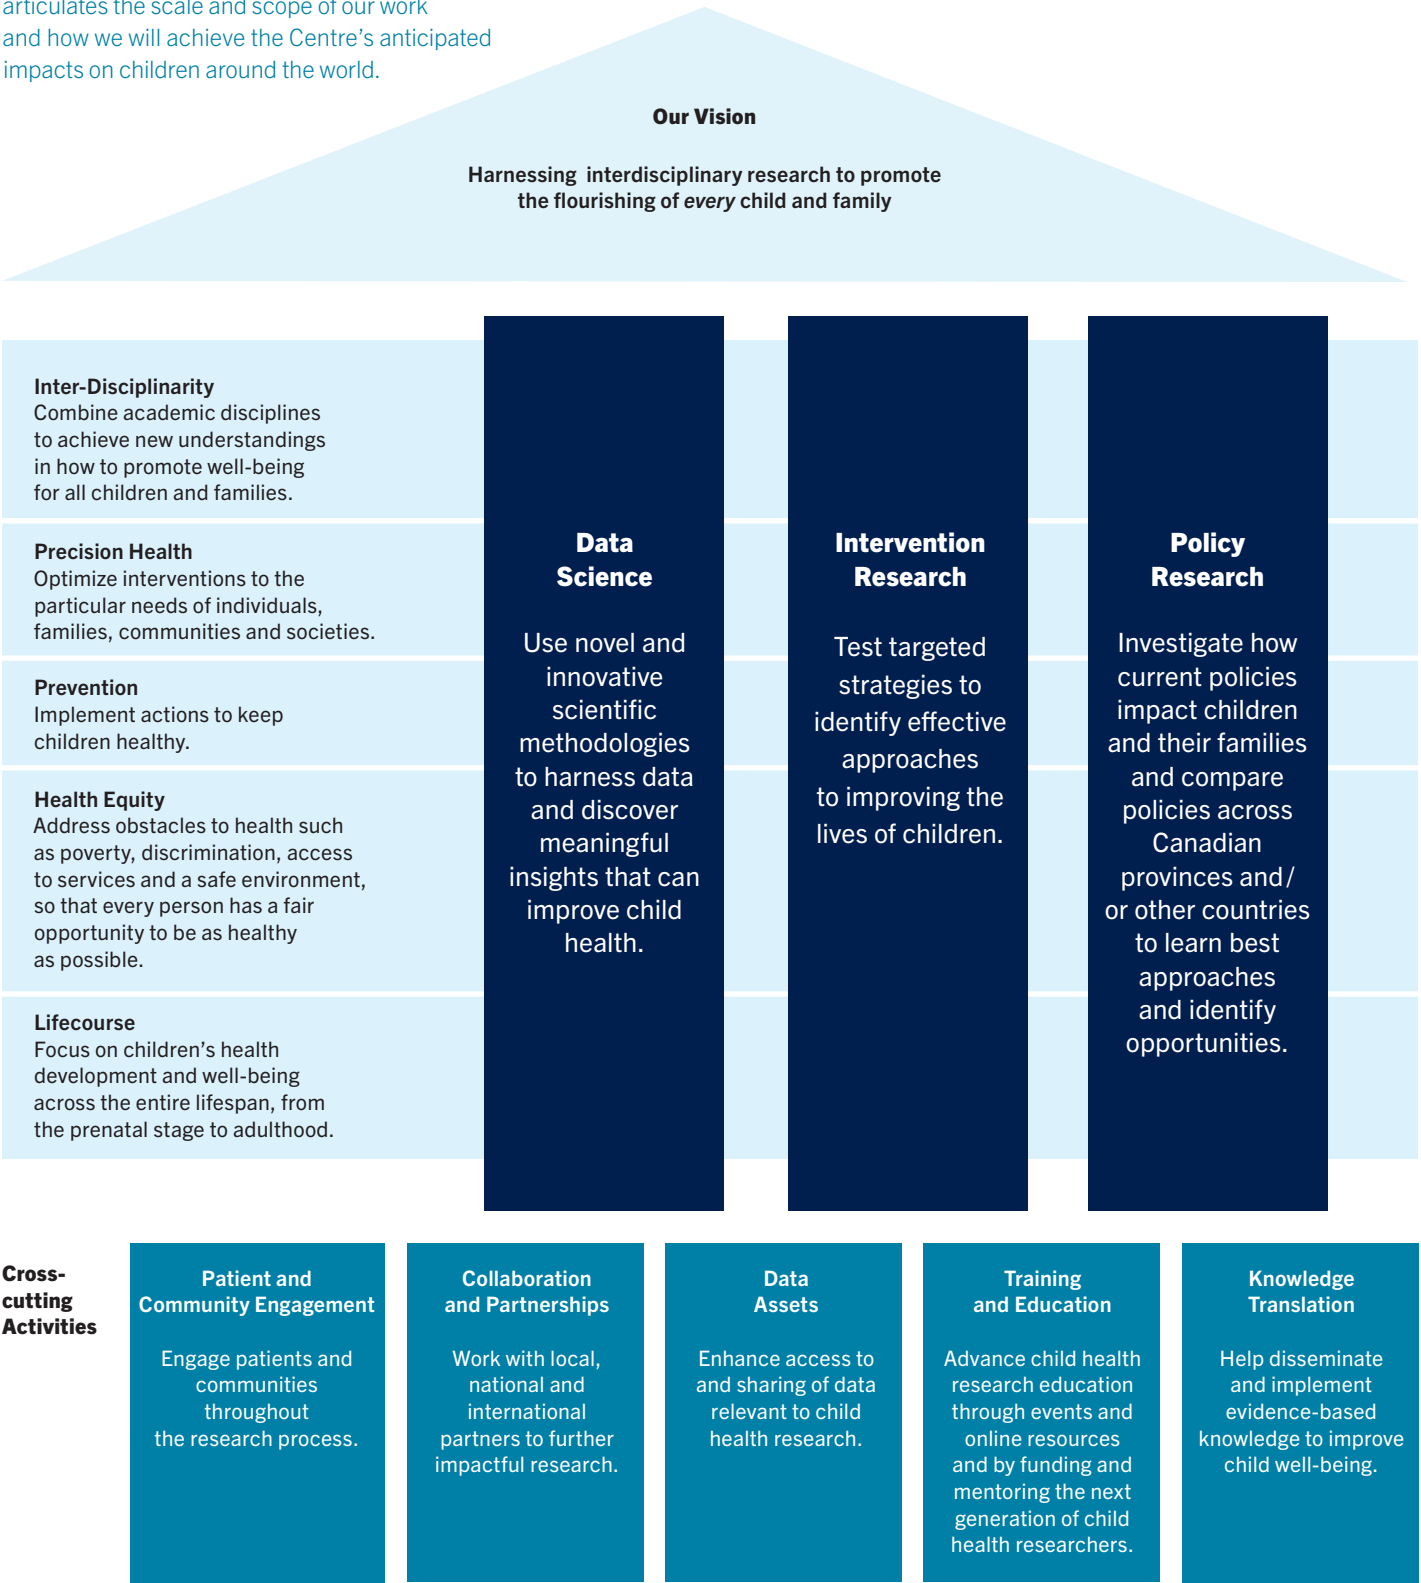 articulates the scale and scope of our work
and how we will achieve the Centre’s anticipated
impacts on children around the world.
Our Vision
Harnessing interdisciplinary research to promote
the flourishing of every child and family
Inter-Disciplinarity
Combine academic disciplines
to achieve new understandings
in how to promote well-being
for all children and families.
Precision Health
Optimize interventions to the
particular needs of individuals,
families, communities and societies.
Prevention
Implement actions to keep
children healthy.
Health Equity
Address obstacles to health such
as poverty, discrimination, access
to services and a safe environment,
so that every person has a fair
opportunity to be as healthy
as possible.
Lifecourse
Focus on children’s health
development and well-being
across the entire lifespan, from
the prenatal stage to adulthood.
Data
Science
Use novel and
innovative
scientific
methodologies
to harness data
and discover
meaningful
insights that can
improve child
health.
Intervention
Research
Test targeted
strategies to
identify effective
approaches
to improving the
lives of children.
Policy
Research
Investigate how
current policies
impact children
and their families
and compare
policies across
Canadian
provinces and/
or other countries
to learn best
approaches
and identify
opportunities.
Cross-
cutting
Activities
Patient and
Community Engagement
Engage patients and
communities
throughout
the research process.
Collaboration
and Partnerships
Work with local,
national and
international
partners to further
impactful research.
Data
Assets
Enhance access to
and sharing of data
relevant to child
health research.
Training
and Education
Advance child health
research education
through events and
online resources
and by funding and
mentoring the next
generation of child
health researchers.
Knowledge
Translation
Help disseminate
and implement
evidence-based
knowledge to improve
child well-being.